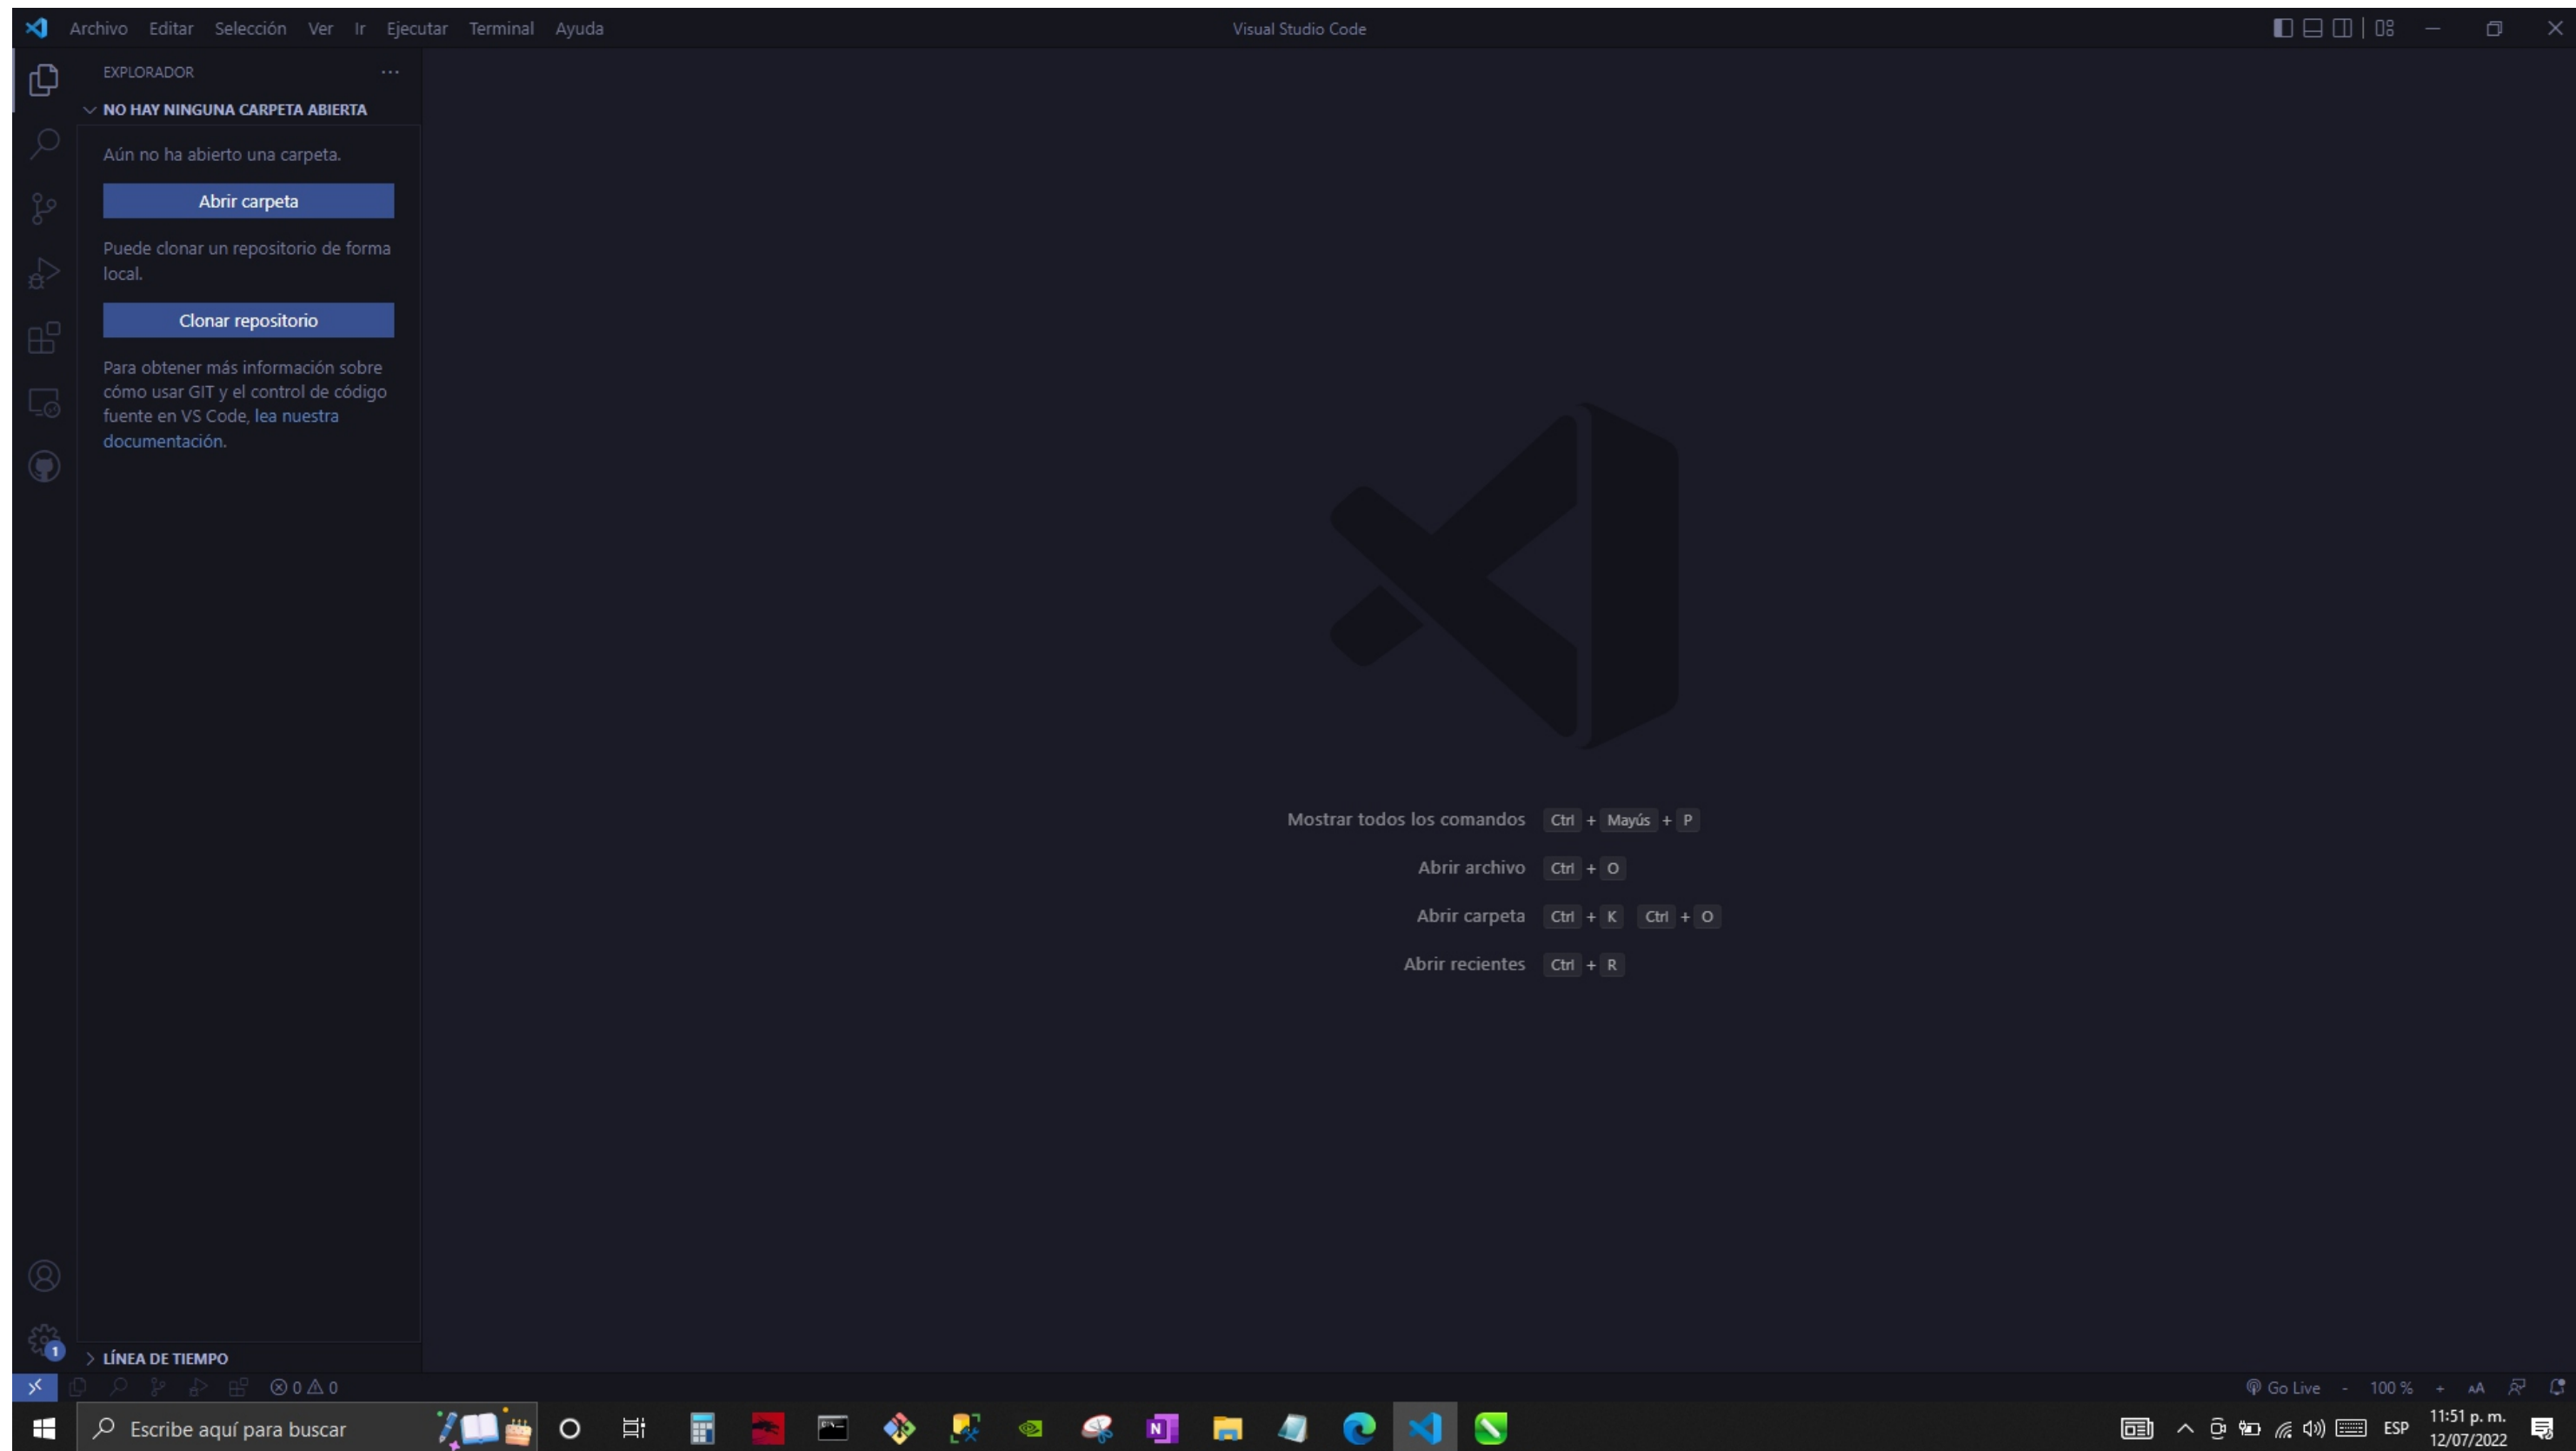 Archivo Editar Selección Ver Ir Ejecutar Terminal Ayuda
Visual Studio Code
EXPLORADOR
NO HAY NINGUNA CARPETA ABIERTA
Aún no ha abierto una carpeta.
Abrir carpeta
Puede clonar un repositorio de forma
local.
Clonar repositorio
Para obtener más información sobre
cómo usar GIT y el control de código
fuente en VS Code, lea nuestra
documentación.
Mostrar todos los comandos Ctrl + Mayús + P
Abrir archivo Ctrl + O
Abrir carpeta Ctrl + K Ctrl + O
Abrir recientes Ctrl + R
1
LÍNEA DE TIEMPO
0 0
Go Live - 100 % + AA
Escribe aquí para buscar
N
ESP
11:51 p. m.
12/07/2022